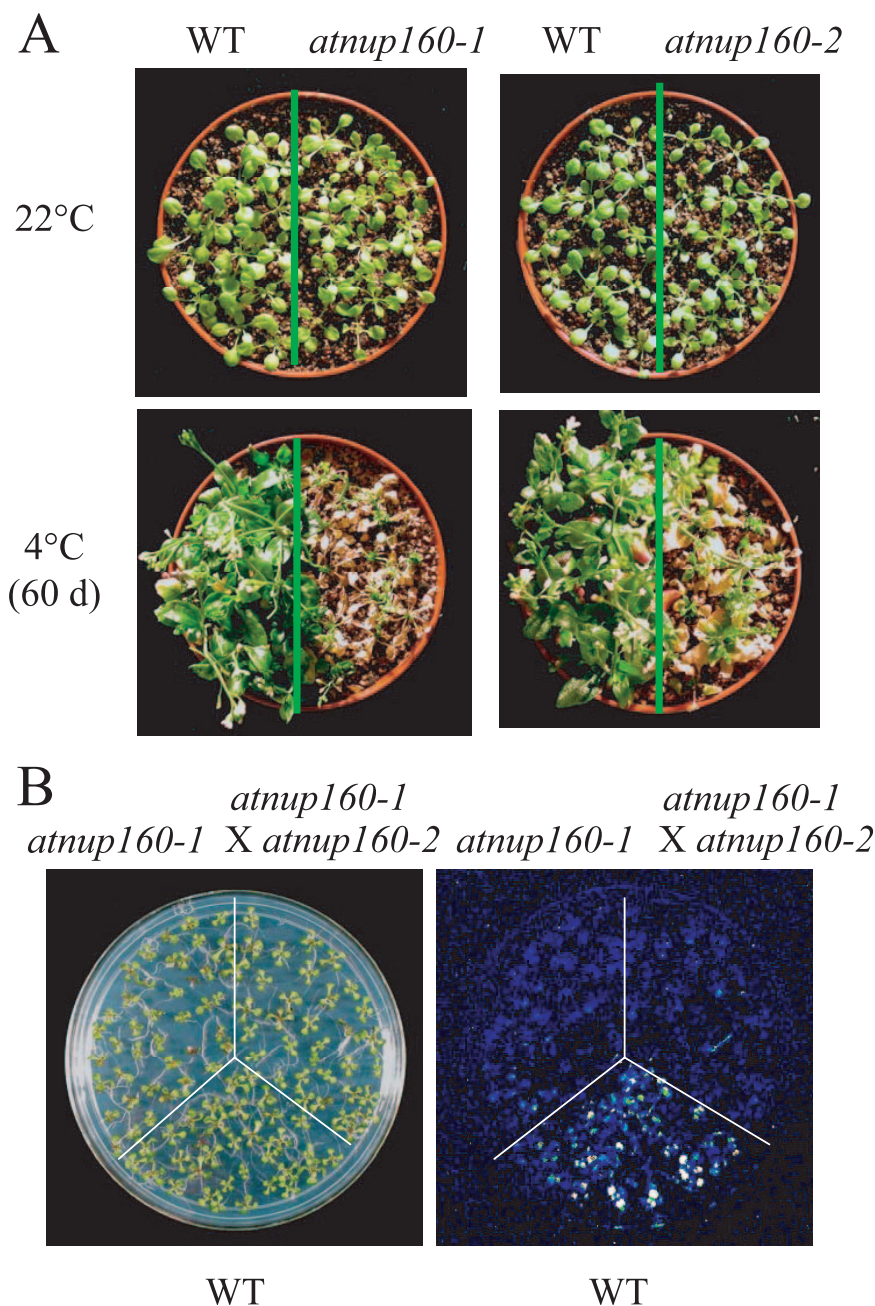 A
WT atnup160-1 WT atnup160-2
22°C
4°C
(60 d)
B
atnup160-1 atnup160-1
atnup160-1 X atnup160-2 atnup160-1 X atnup160-2
WT WT